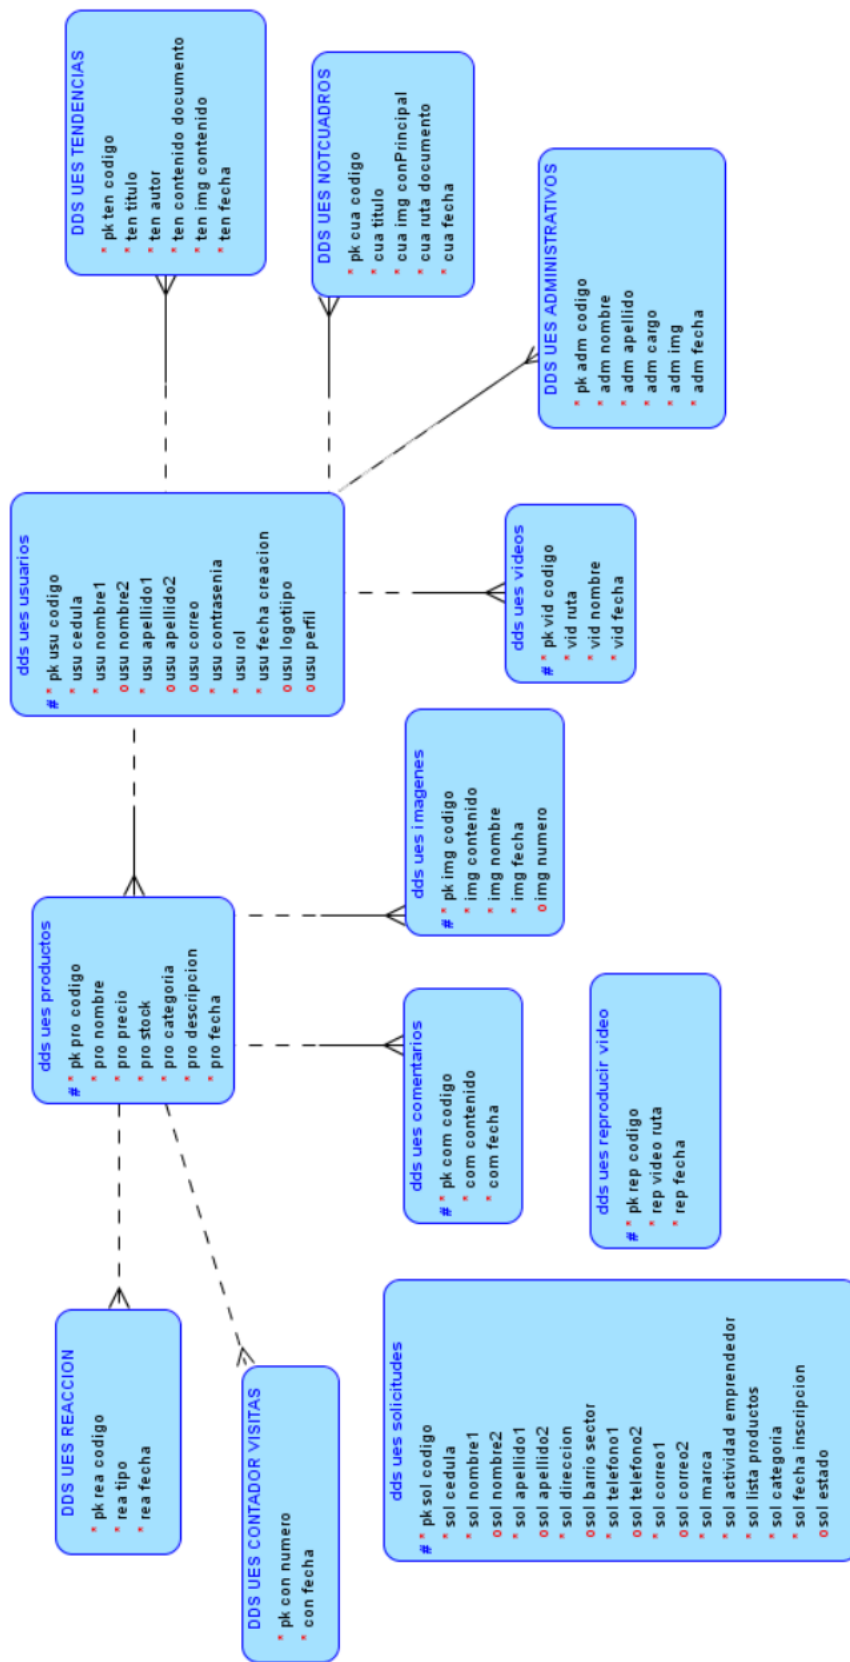 DDS UES REACCION
* pk rea codigo
* rea tipo
* rea fecha
DDS UES CONTADOR VISITAS
* pk con numero
* con fecha
dds ues solicitudes
# * pk sol codigo
* sol cedula
* sol nombre1
o sol nombre2
* sol apellido1
o sol apellido2
* sol direccion
o sol barrio sector
* sol telefono1
o sol telefono2
* sol correo1
o sol correo2
* sol marca
* sol actividad emprendedor
* sol lista productos
* sol categoria
* sol fecha inscripcion
o sol estado
dds ues productos
# * pk pro codigo
* pro nombre
* pro precio
* pro stock
* pro categoria
* pro descripcion
* pro fecha
dds ues comentarios
# * pk com codigo
* com contenido
* com fecha
dds ues reproducir video
# * pk rep codigo
* rep video ruta
* rep fecha
dds ues imagenes
# * pk img codigo
* img contenido
* img nombre
* img fecha
o img numero
dds ues usuarios
# * pk usu codigo
* usu cedula
* usu nombre1
o usu nombre2
* usu apellido1
o usu apellido2
o usu correo
* usu contrasenia
* usu rol
* usu fecha creacion
o usu logotiipo
o usu perfil
dds ues videos
# * pk vid codigo
* vid ruta
* vid nombre
* vid fecha
DDS UES TENDENCIAS
* pk ten codigo
* ten titulo
* ten autor
* ten contenido documento
* ten img contenido
* ten fecha
DDS UES NOTCUADROS
* pk cua codigo
* cua titulo
* cua img conPrincipal
* cua ruta documento
* cua fecha
DDS UES ADMINISTRATIVOS
* pk adm codigo
* adm nombre
* adm apellido
* adm cargo
* adm img
* adm fecha